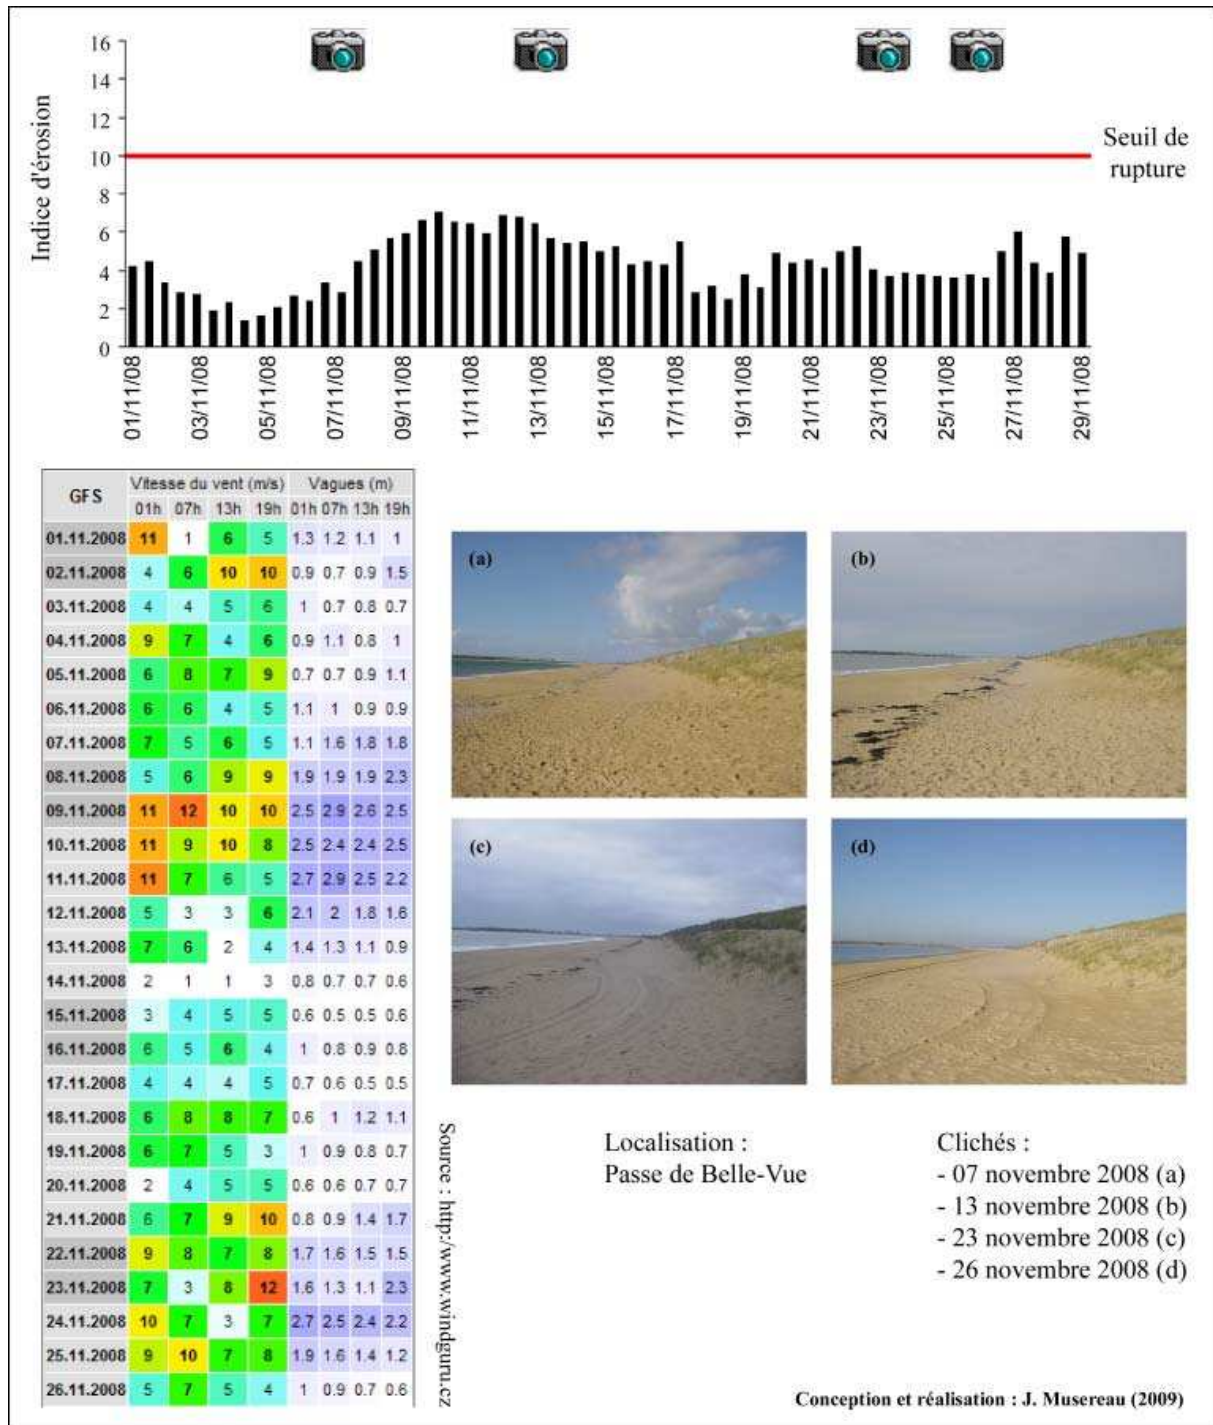 16
14
12
10
8
6
4
2
0
Indice d'érosion
Seuil de
rupture
01/11/08
03/11/08
05/11/08
07/11/08
09/11/08
11/11/08
13/11/08
15/11/08
17/11/08
19/11/08
21/11/08
23/11/08
25/11/08
27/11/08
29/11/08
GFS Vitesse du vent (m/s) Vagues (m)
01h 07h 13h 19h 01h 07h 13h 19h
01.11.2008 11 1 6 5 1.3 1.2 1.1 1
02.11.2008 4 6 10 10 0.9 0.7 0.9 1.5
03.11.2008 4 4 5 6 1 0.7 0.8 0.7
04.11.2008 9 7 4 6 0.9 1.1 0.8 1
05.11.2008 6 8 7 9 0.7 0.7 0.9 1.1
06.11.2008 6 6 4 5 1.1 1 0.9 0.9
07.11.2008 7 5 6 5 1.1 1.6 1.8 1.8
08.11.2008 5 6 9 9 1.9 1.9 1.9 2.3
09.11.2008 11 12 10 10 2.5 2.9 2.6 2.5
10.11.2008 11 9 10 8 2.5 2.4 2.4 2.5
11.11.2008 11 7 6 5 2.7 2.9 2.5 2.2
12.11.2008 5 3 3 6 2.1 2 1.8 1.6
13.11.2008 7 6 2 4 1.4 1.3 1.1 0.9
14.11.2008 2 1 1 3 0.8 0.7 0.7 0.6
15.11.2008 3 4 5 5 0.6 0.5 0.5 0.6
16.11.2008 6 5 6 4 1 0.8 0.9 0.8
17.11.2008 4 4 4 5 0.7 0.6 0.5 0.5
18.11.2008 6 8 8 7 0.6 1 1.2 1.1
19.11.2008 6 7 5 3 1 0.9 0.8 0.7
20.11.2008 2 4 5 5 0.6 0.6 0.7 0.7
21.11.2008 6 7 9 10 0.8 0.9 1.4 1.7
22.11.2008 9 8 7 8 1.7 1.6 1.5 1.5
23.11.2008 7 3 8 12 1.6 1.3 1.1 2.3
24.11.2008 10 7 3 7 2.7 2.5 2.4 2.2
25.11.2008 9 10 7 8 1.9 1.6 1.4 1.2
26.11.2008 5 7 5 4 1 0.9 0.7 0.6
Source : http:/www.windguru.cz
(a)
(b)
(c)
(d)
Localisation :
Passe de Belle-Vue
Clichés :
- 07 novembre 2008 (a)
- 13 novembre 2008 (b)
- 23 novembre 2008 (c)
- 26 novembre 2008 (d)
Conception et réalisation : J. Musereau (2009)